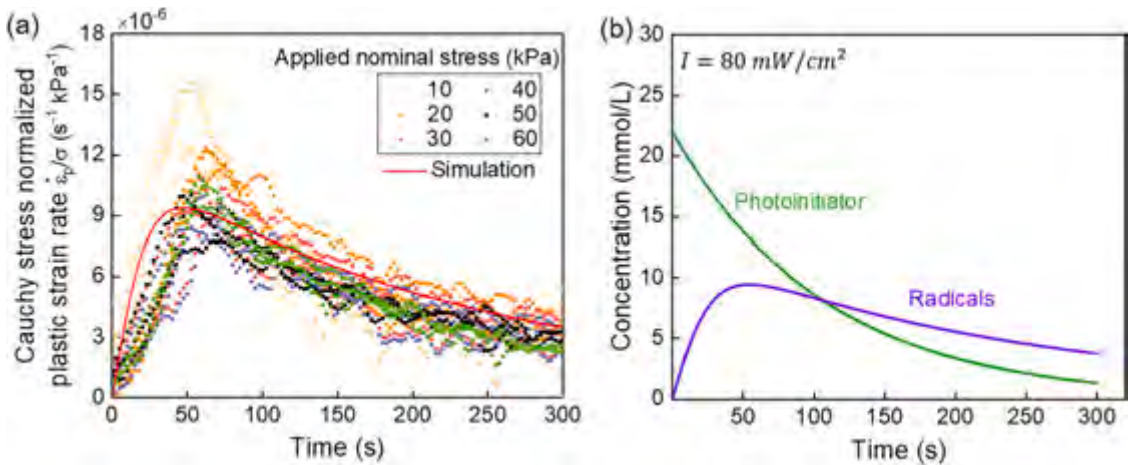 (a)
×10⁻⁶
Cauchy stress normalized
plastic strain rate ε̇ₚ/σ (s⁻¹ kPa⁻¹)
18
15
12
9
6
3
0
Applied nominal stress (kPa)
10 40
20 50
30 60
Simulation
0 50 100 150 200 250 300
Time (s)
(b)
I = 80 mW/cm²
Concentration (mmol/L)
30
25
20
15
10
5
0
Photoinitiator
Radicals
50 100 150 200 250 300
Time (s)